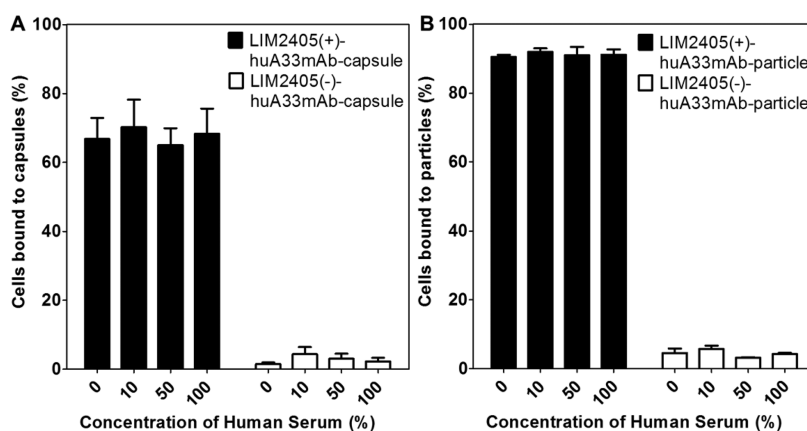 A
LIM2405(+)-
huA33mAb-capsule
LIM2405(-)-
huA33mAb-capsule
Cells bound to capsules (%)
100
80
60
40
20
0
0 10 50 100 0 10 50 100
Concentration of Human Serum (%)
B
LIM2405(+)-
huA33mAb-particle
LIM2405(-)-
huA33mAb-particle
Cells bound to particles (%)
100
80
60
40
20
0
0 10 50 100 0 10 50 100
Concentration of Human Serum (%)